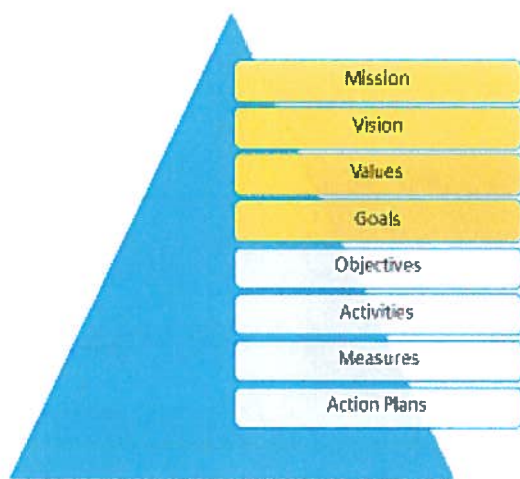 Mission
Vision
Values
Goals
Objectives
Activities
Measures
Action Plans